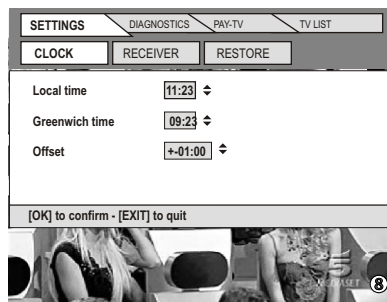 SETTINGS DIAGNOSTICS PAY-TV TV LIST
CLOCK RECEIVER RESTORE
Local time 11:23
Greenwich time 09:23
Offset +-01:00
[OK] to confirm - [EXIT] to quit
5
MEDIASET
8